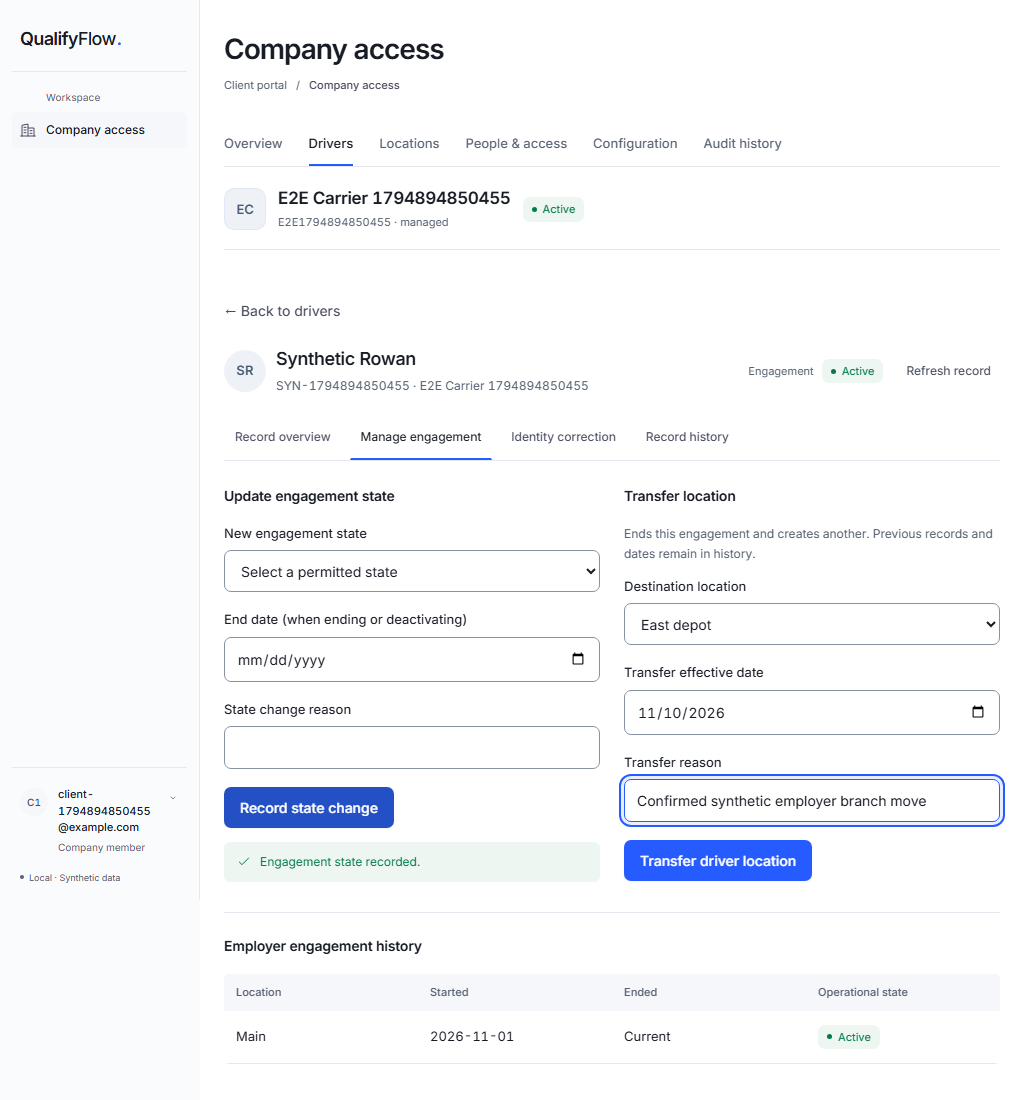 QualifyFlow.
Workspace
Company access
C1
client-
1794894850455
@example.com
Company member
Local · Synthetic data
Company access
Client portal / Company access
Overview Drivers Locations People & access Configuration Audit history
EC
E2E Carrier 1794894850455
Active
E2E1794894850455 · managed
← Back to drivers
SR
Synthetic Rowan
SYN-1794894850455 · E2E Carrier 1794894850455
Engagement Active Refresh record
Record overview Manage engagement Identity correction Record history
Update engagement state
New engagement state
Select a permitted state
End date (when ending or deactivating)
mm/dd/yyyy
State change reason
Record state change
✓ Engagement state recorded.
Transfer location
Ends this engagement and creates another. Previous records and
dates remain in history.
Destination location
East depot
Transfer effective date
11/10/2026
Transfer reason
Confirmed synthetic employer branch move
Transfer driver location
Employer engagement history
Location Started Ended Operational state
Main 2026-11-01 Current Active